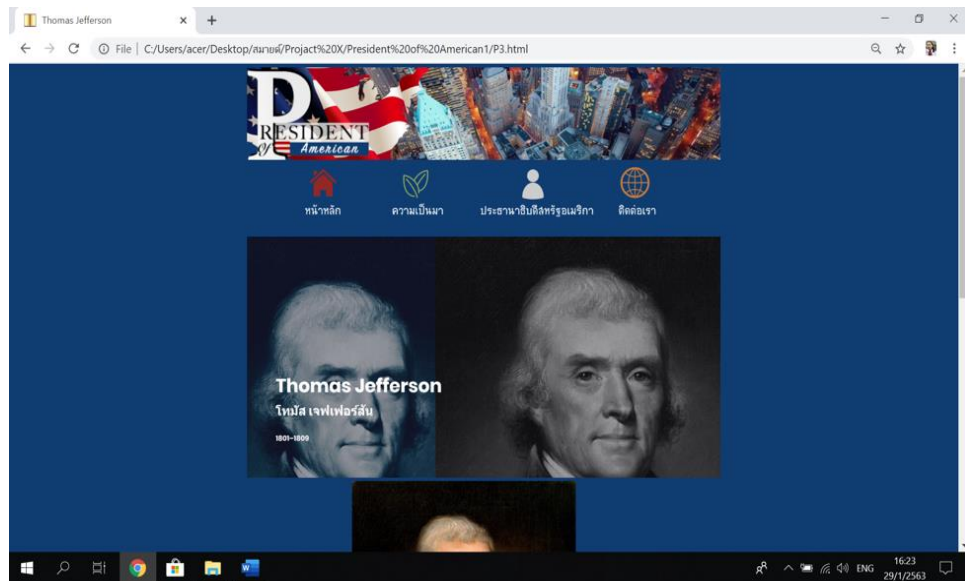 Thomas Jefferson
File | C:/Users/acer/Desktop/สมายด์/Projact%20X/President%20of%20American1/P3.html
PRESIDENT
of American
หน้าหลัก ความเป็นมา ประธานาธิบดีสหรัฐอเมริกา ติดต่อเรา
Thomas Jefferson
โทมัส เจฟเฟอร์สัน
1801-1809
ENG
16:23
29/1/2563